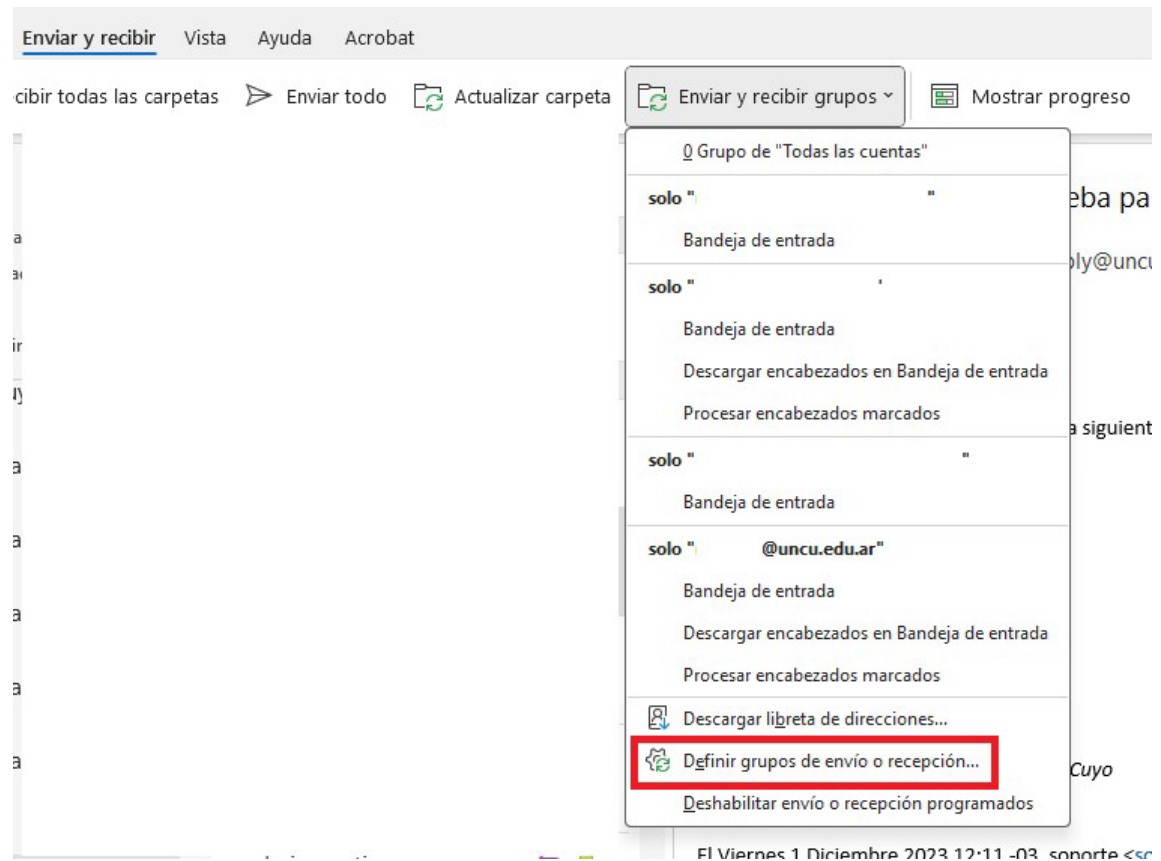 Enviar y recibir Vista Ayuda Acrobat
cibir todas las carpetas Enviar todo Actualizar carpeta Enviar y recibir grupos Mostrar progreso
0 Grupo de "Todas las cuentas"
solo " "
eba pa
Bandeja de entrada
ply@uncu
solo " '
Bandeja de entrada
Descargar encabezados en Bandeja de entrada
Procesar encabezados marcados
a siguient
solo " "
Bandeja de entrada
solo " @uncu.edu.ar"
Bandeja de entrada
Descargar encabezados en Bandeja de entrada
Procesar encabezados marcados
Descargar libreta de direcciones...
Definir grupos de envío o recepción...
Cuyo
Deshabilitar envío o recepción programados
El Viernes 1 Diciembre 2023 12:11 -03, soporte <so